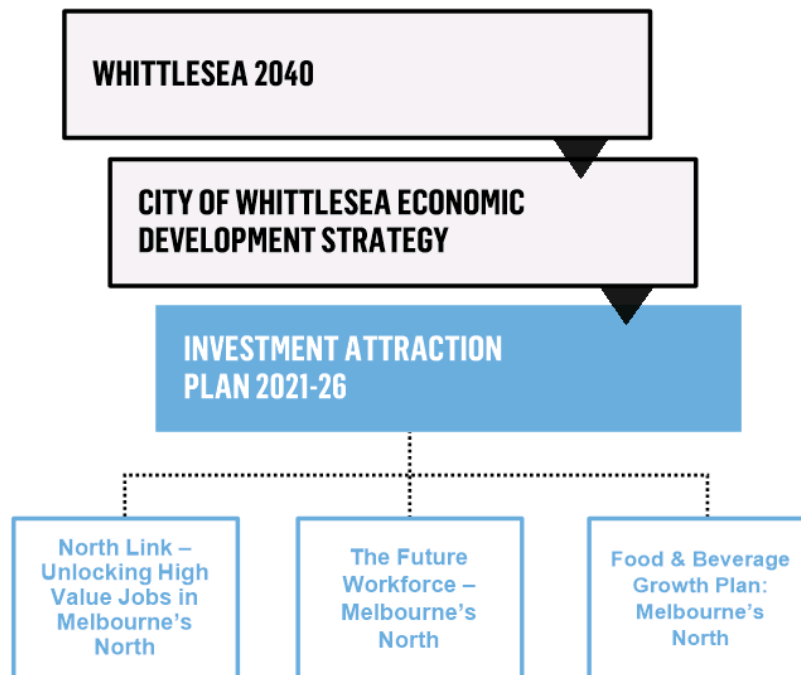 WHITTLESEA 2040
CITY OF WHITTLESEA ECONOMIC
DEVELOPMENT STRATEGY
INVESTMENT ATTRACTION
PLAN 2021-26
North Link –
Unlocking High
Value Jobs in
Melbourne's
North
The Future
Workforce –
Melbourne's
North
Food & Beverage
Growth Plan:
Melbourne's
North